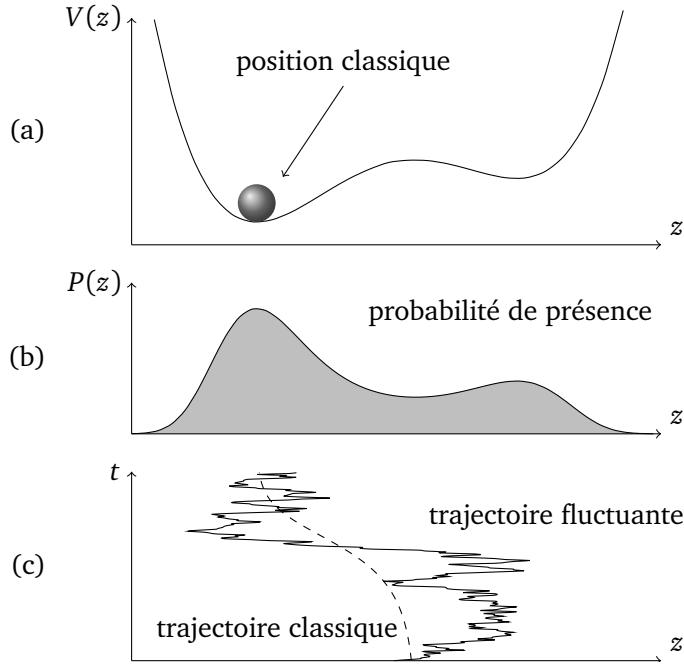 V(z)
position classique
(a)
z
P(z)
probabilité de présence
(b)
z
t
trajectoire fluctuante
(c)
trajectoire classique
z